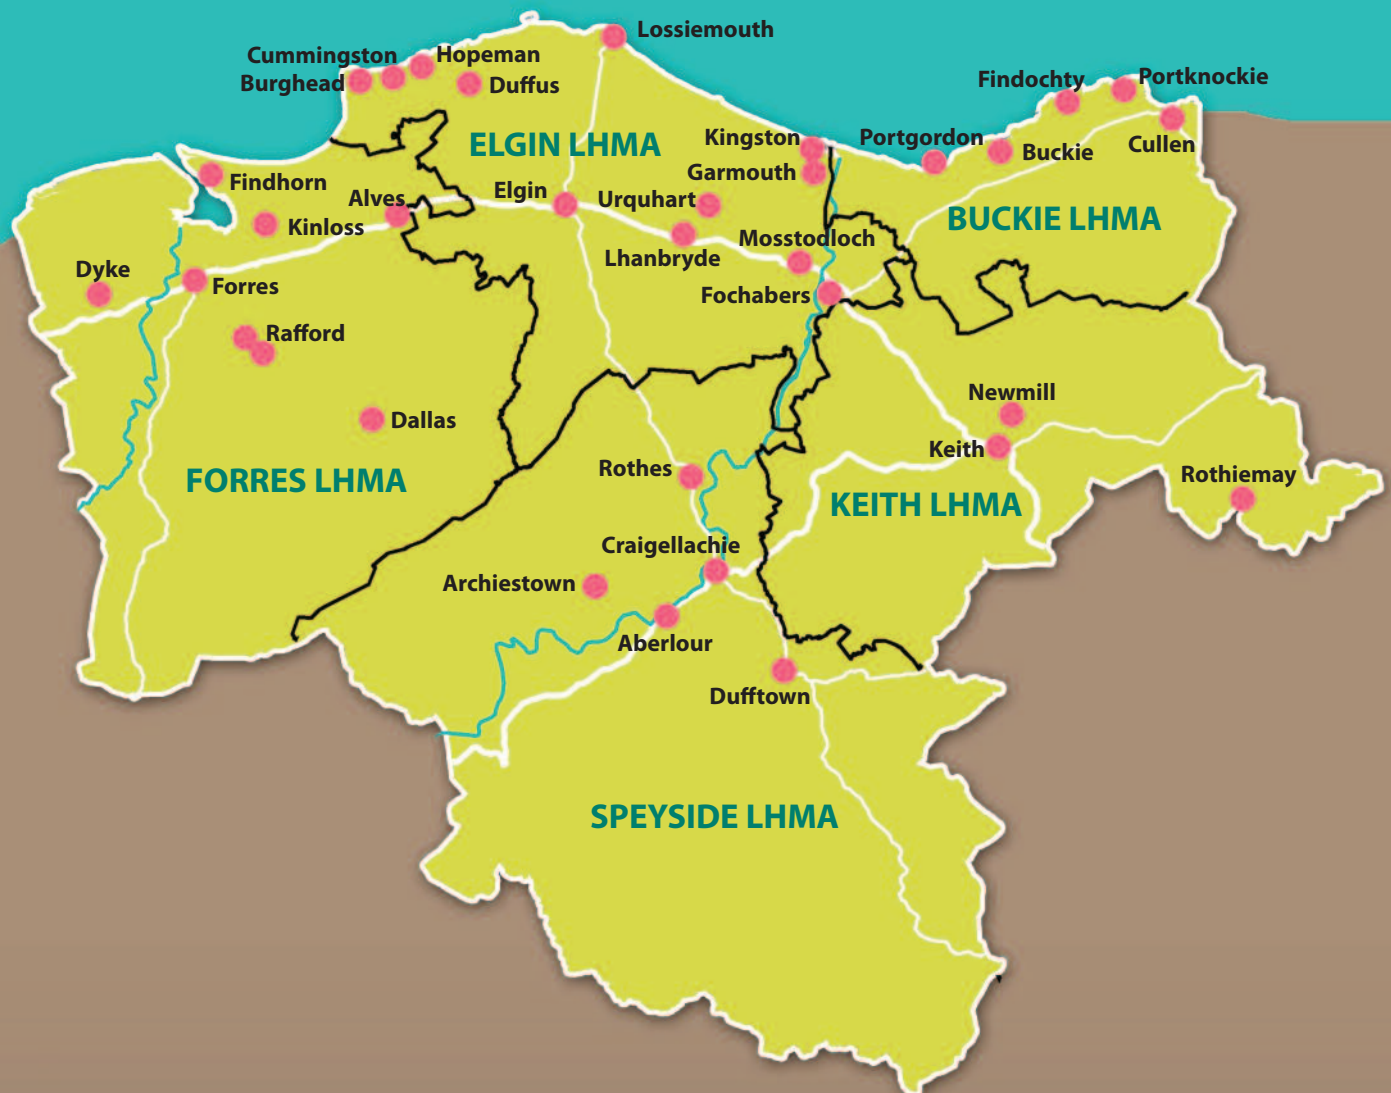 Lossiemouth
Hopeman
Cummingston
Burghead
Duffus
Findochty
Portknockie
Kingston
Portgordon
Cullen
Buckie
ELGIN LHMA
Garmouth
Findhorn
Alves
Elgin
Urquhart
Kinloss
BUCKIE LHMA
Mosstodloch
Lhanbryde
Dyke
Forres
Fochabers
Rafford
Newmill
Dallas
Keith
Rothes
Rothiemay
FORRES LHMA
KEITH LHMA
Craigellachie
Archiestown
Aberlour
Dufftown
SPEYSIDE LHMA